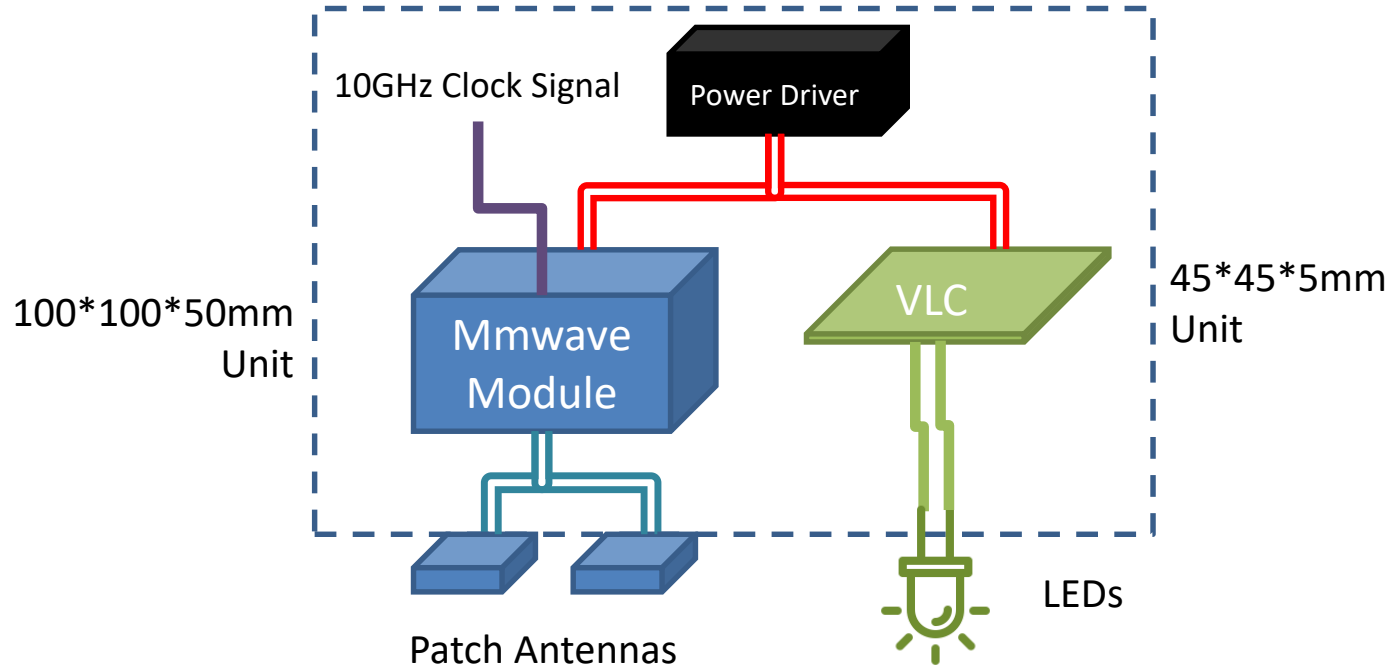 10GHz Clock Signal
Power Driver
100*100*50mm
Unit
Mmwave
Module
VLC
45*45*5mm
Unit
LEDs
Patch Antennas